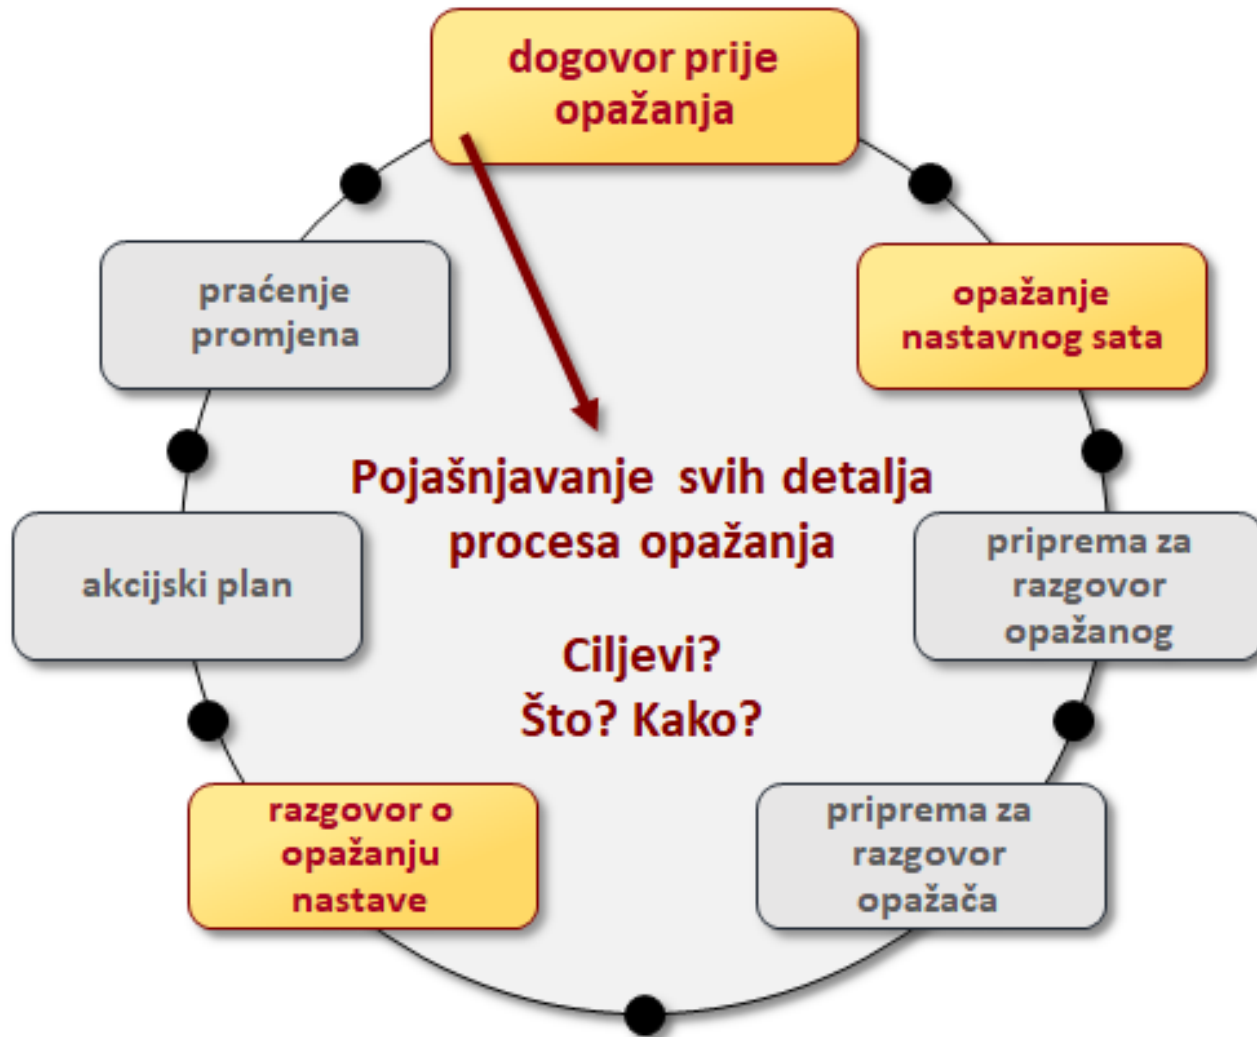 dogovor prije
opažanja
opažanje
nastavnog sata
priprema za
razgovor
opažanog
priprema za
razgovor
opažača
razgovor o
opažanju
nastave
akcijski plan
praćenje
promjena
Pojašnjavanje svih detalja
procesa opažanja
Ciljevi?
Što? Kako?